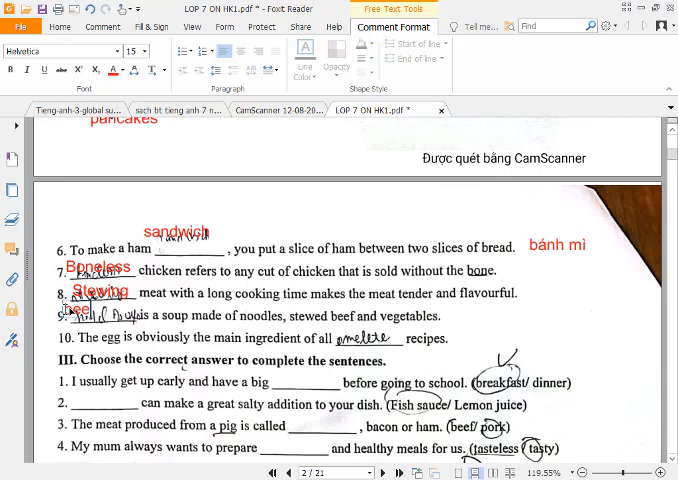 LOP 7 ON HK1.pdf * - Foxit Reader
Free Text Tools
File
Home
Comment
Fill & Sign
View
Form
Protect
Share
Help
Comment Format
Tell me...
Find
Helvetica
15
Start of line
End of line
Line Color
Opacity
Font
Paragraph
Shape Style
Tieng-anh-3-global su...
sach bt tieng anh 7 n...
CamScanner 12-08-20...
LOP 7 ON HK1.pdf *
pancakes
Được quét bằng CamScanner
sandwich
6. To make a ham ____________ , you put a slice of ham between two slices of bread.
bánh mì
7. Boneless chicken refers to any cut of chicken that is sold without the bone.
8. Stewing meat with a long cooking time makes the meat tender and flavourful.
bee
9. is a soup made of noodles, stewed beef and vegetables.
10. The egg is obviously the main ingredient of all omelete recipes.
III. Choose the correct answer to complete the sentences.
1. I usually get up early and have a big ____________ before going to school. (breakfast/ dinner)
2. ____________ can make a great salty addition to your dish. (Fish sauce/ Lemon juice)
3. The meat produced from a pig is called ____________, bacon or ham. (beef/ pork)
4. My mum always wants to prepare ____________ and healthy meals for us. (tasteless / tasty)
2 / 21
119.55%